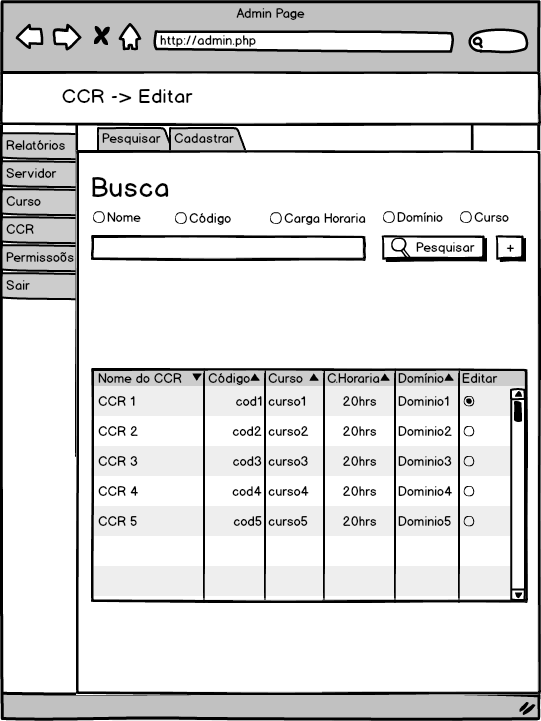 Admin Page
http://admin.php
CCR -> Editar
Pesquisar Cadastrar
Relatórios
Servidor
Curso
CCR
Permissoõs
Sair
Busca
Nome Código Carga Horaria Domínio Curso
Pesquisar +
Nome do CCR Código Curso C.Horaria Domínio Editar
CCR 1 cod1 curso1 20hrs Dominio1
CCR 2 cod2 curso2 20hrs Dominio2
CCR 3 cod3 curso3 20hrs Dominio3
CCR 4 cod4 curso4 20hrs Dominio4
CCR 5 cod5 curso5 20hrs Dominio5